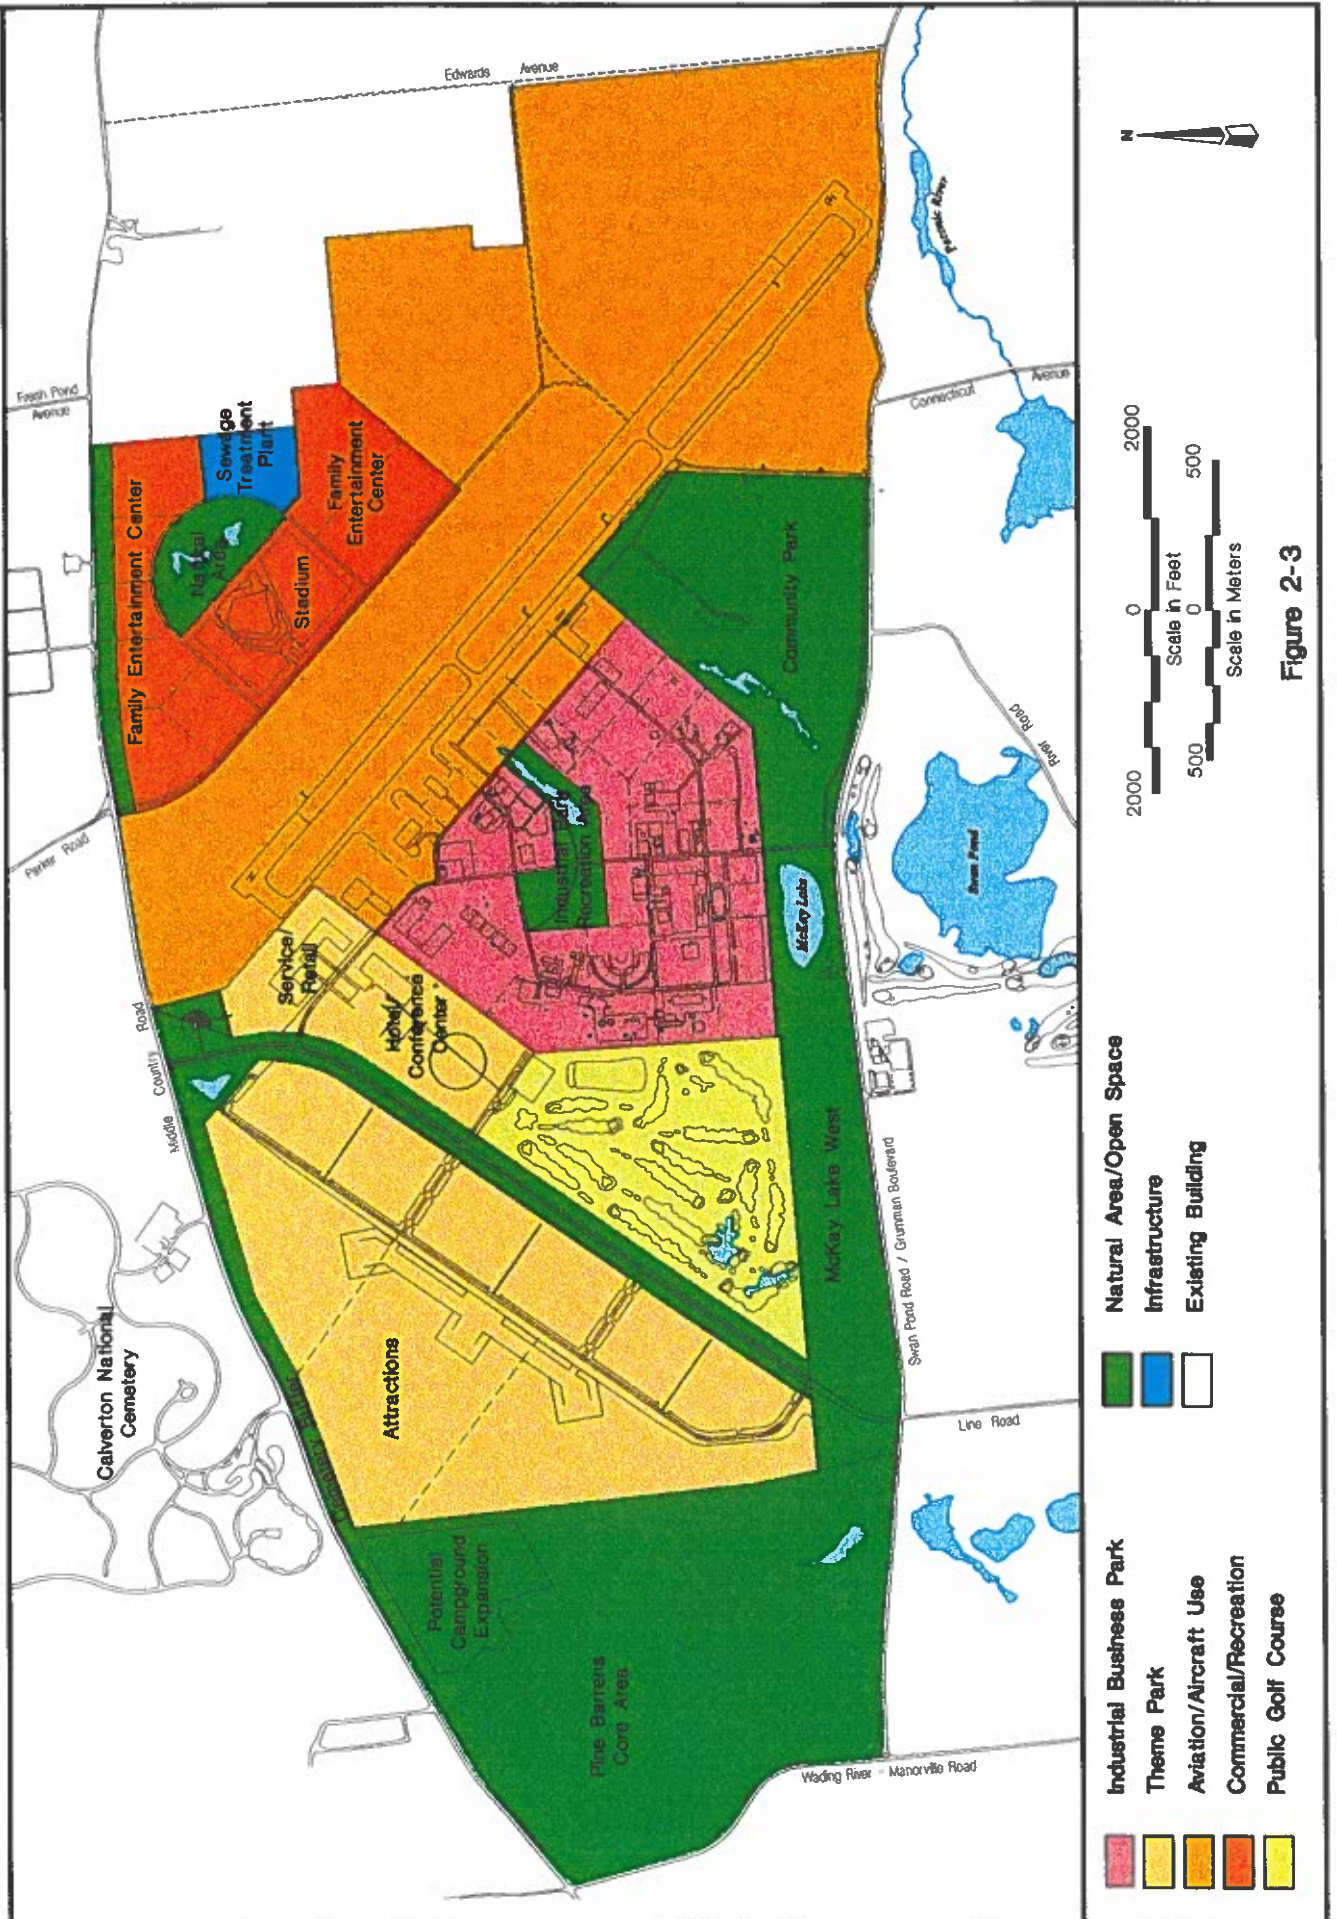 Calverton National
Cemetery
Middle Country Road
Parker Road
Fresh Pond
Avenue
Edwards Avenue
Potential
Campground
Expansion
Pine Barrens
Core Area
Attractions
Service/
Retail
Hotel/
Conference
Center
Family Entertainment Center
Natural
Area
Sewage
Treatment
Plant
Stadium
Family
Entertainment
Center
Industrial
Recreation
Community Park
McKay Lake
McKay Lake West
Swan Pond Road / Grumman Boulevard
Wading River - Manorville Road
Line Road
Swan Pond
River Road
Connecticut Avenue
Peconic River
Industrial Business Park
Theme Park
Aviation/Aircraft Use
Commercial/Recreation
Public Golf Course
Natural Area/Open Space
Infrastructure
Existing Building
2000 0 2000
Scale in Feet
500 0 500
Scale in Meters
N
Figure 2-3